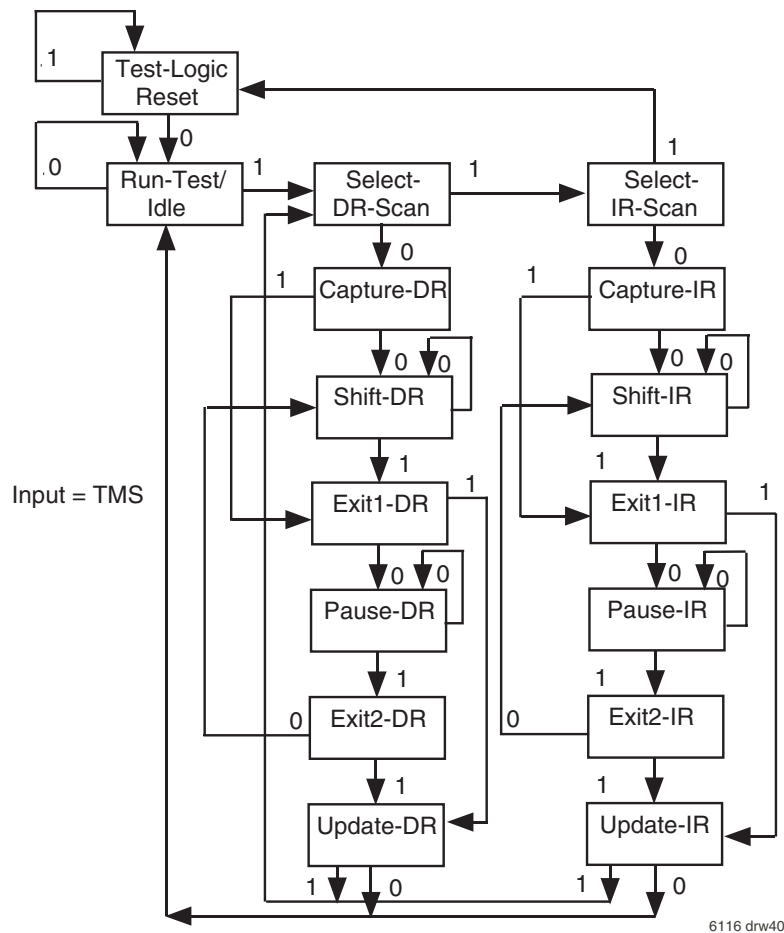 1
Test-Logic
Reset
0
0
Run-Test/
Idle
1
Select-
DR-Scan
1
Select-
IR-Scan
1
0
0
1
Capture-DR
1
Capture-IR
0
0
0
0
Shift-DR
Shift-IR
1
1
Input = TMS
Exit1-DR
1
Exit1-IR
1
0
0
0
0
Pause-DR
Pause-IR
1
1
0
Exit2-DR
0
Exit2-IR
1
1
Update-DR
Update-IR
1
0
1
0
6116 drw40